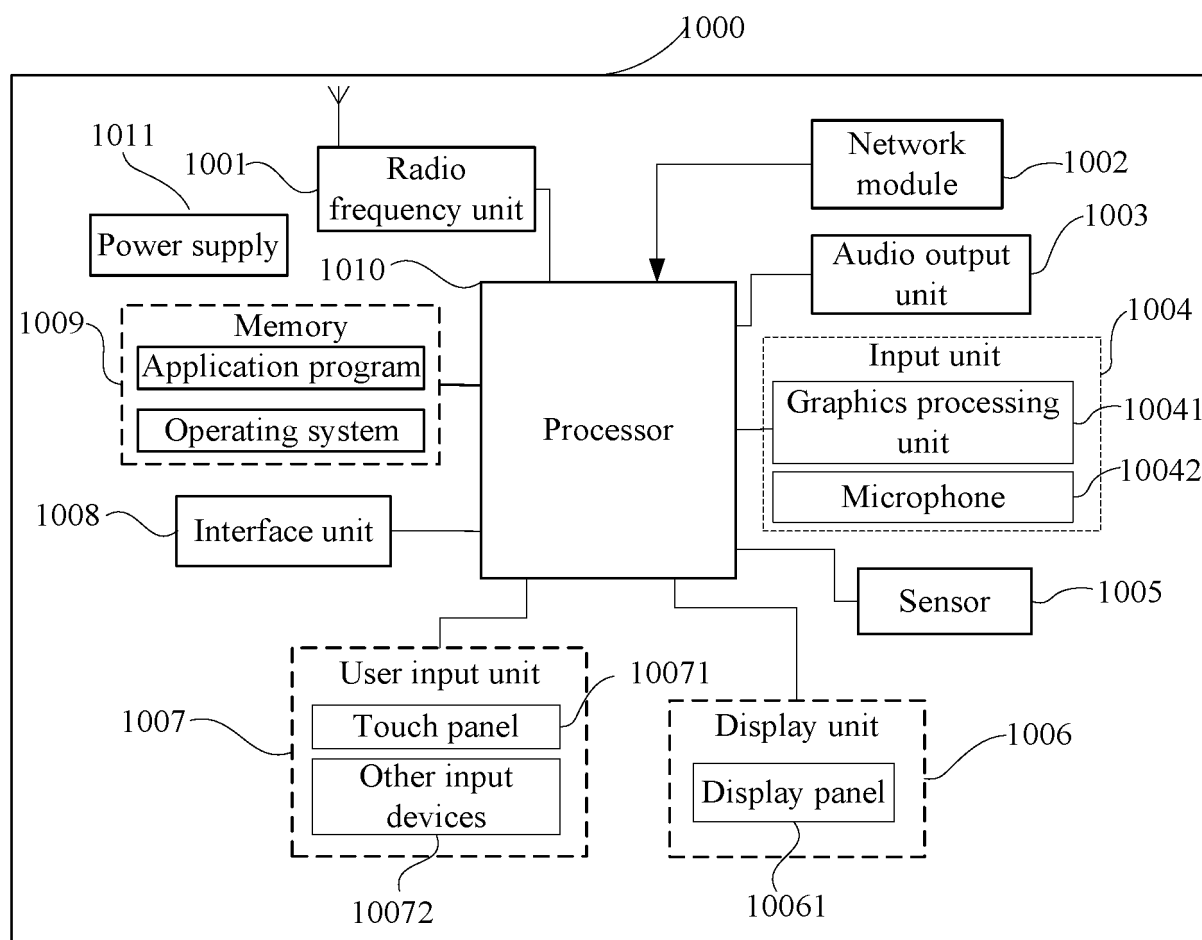 1000
1011
1001
Radio
frequency unit
Network
module
1002
Power supply
1010
Audio output
unit
1003
1009
Memory
Application program
Operating system
Processor
1004
Input unit
Graphics processing
unit
10041
Microphone
10042
1008
Interface unit
Sensor
1005
User input unit
10071
1007
Touch panel
Other input
devices
10072
Display unit
1006
Display panel
10061